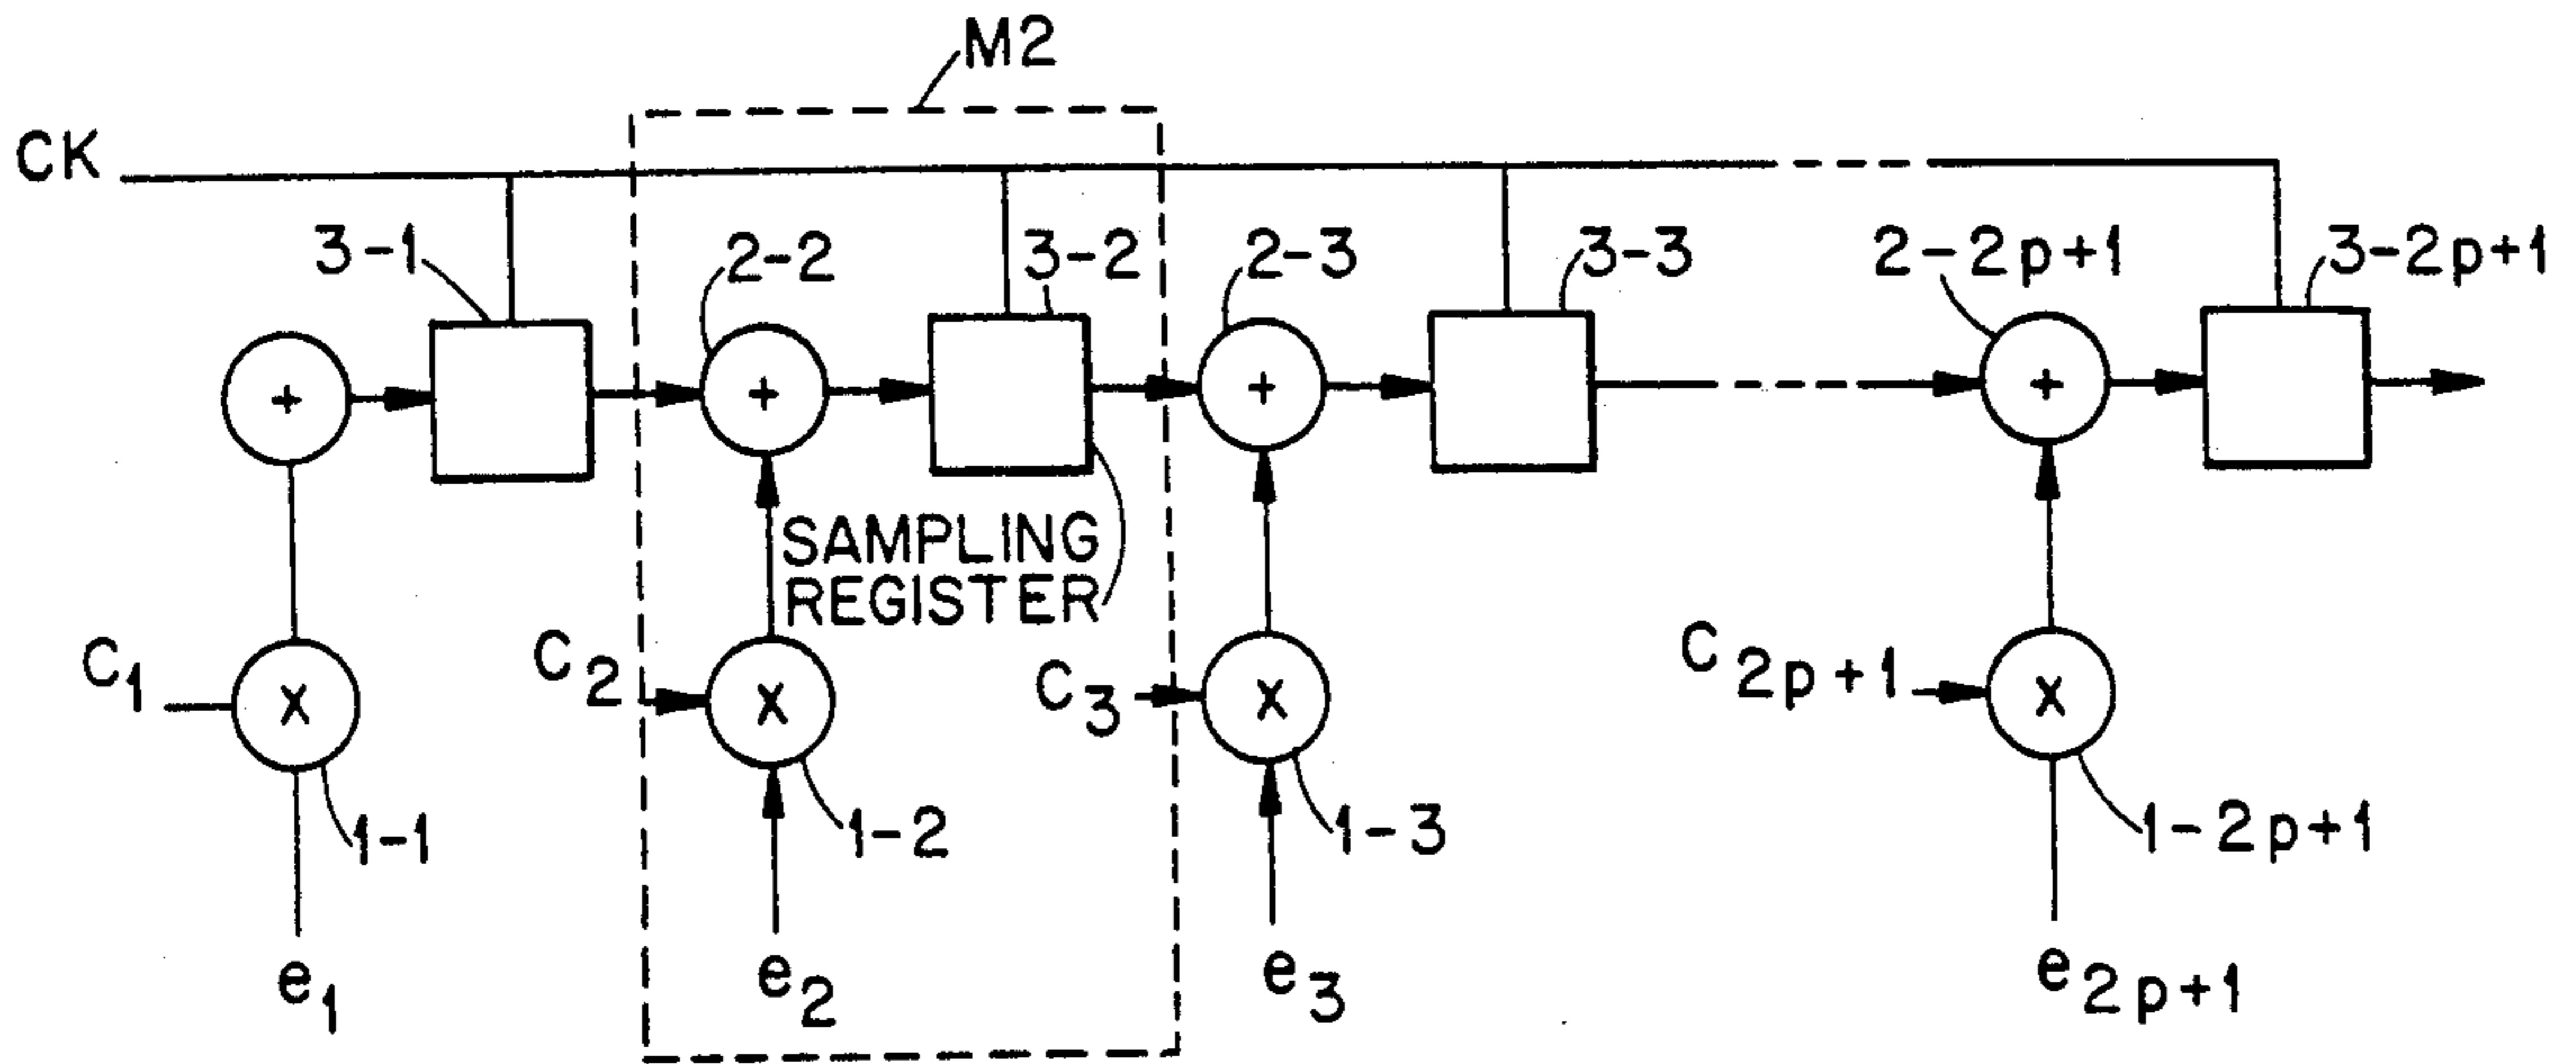 M2
CK
3-1
2-2
3-2
2-3
3-3
2-2p+1
3-2p+1
+
+
+
+
SAMPLING
REGISTER
C1
X
C2
X
C3
X
C2p+1
X
1-1
1-2
1-3
1-2p+1
e1
e2
e3
e2p+1